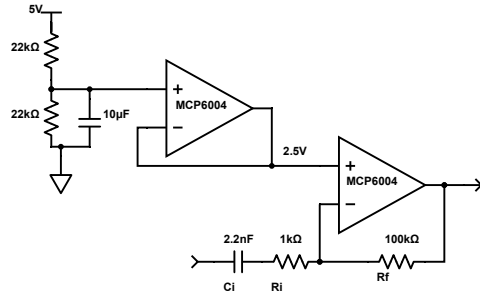 5V
22kΩ
22kΩ
10µF
MCP6004
2.5V
MCP6004
2.2nF
1kΩ
100kΩ
Ci
Ri
Rf